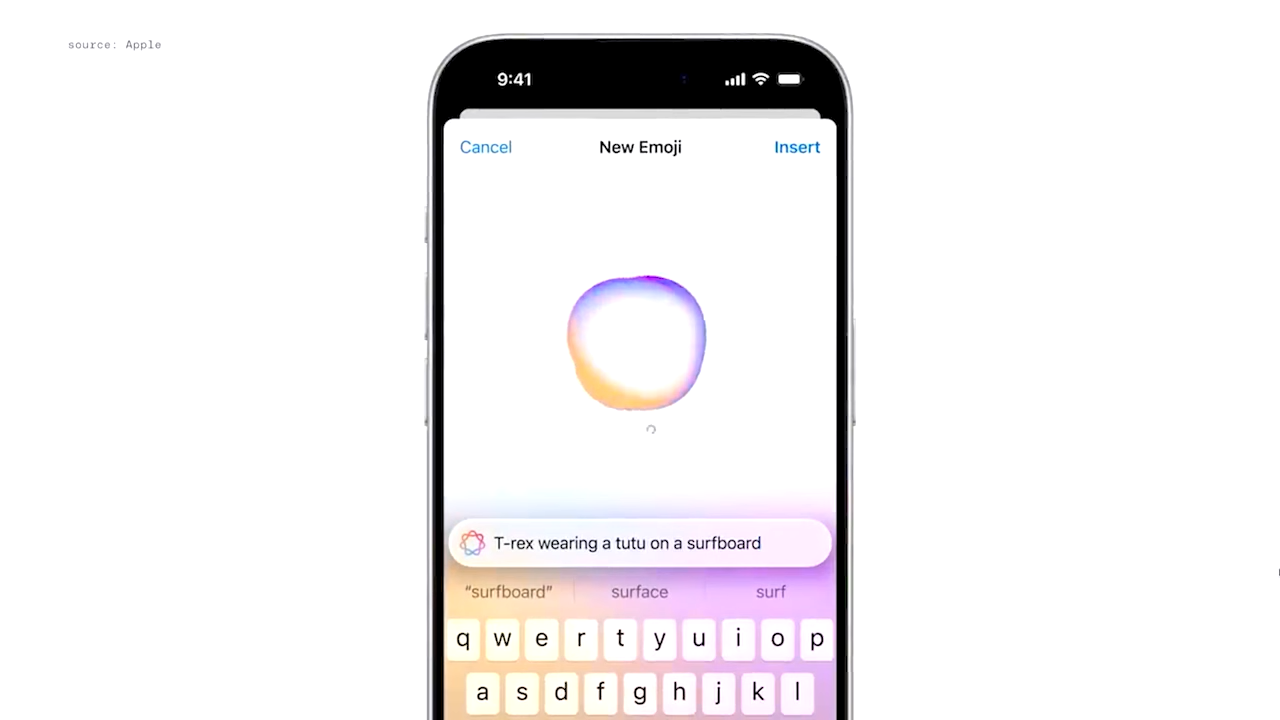 source: Apple
9:41
Cancel New Emoji Insert
T-rex wearing a tutu on a surfboard
“surfboard” surface surf
q w e r t y u i o p
a s d f g h j k l